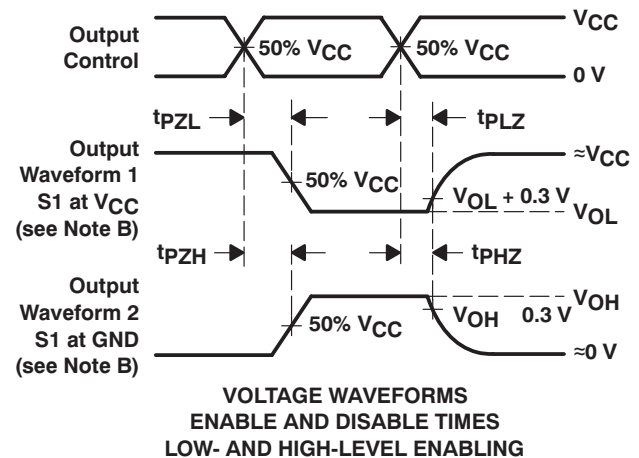 Output
Control
50% VCC
50% VCC
VCC
0 V
tPZL
tPLZ
Output
Waveform 1
S1 at VCC
(see Note B)
50% VCC
≈VCC
VOL + 0.3 V
VOL
tPZH
tPHZ
Output
Waveform 2
S1 at GND
(see Note B)
50% VCC
VOH
VOH 0.3 V
≈0 V
VOLTAGE WAVEFORMS
ENABLE AND DISABLE TIMES
LOW- AND HIGH-LEVEL ENABLING